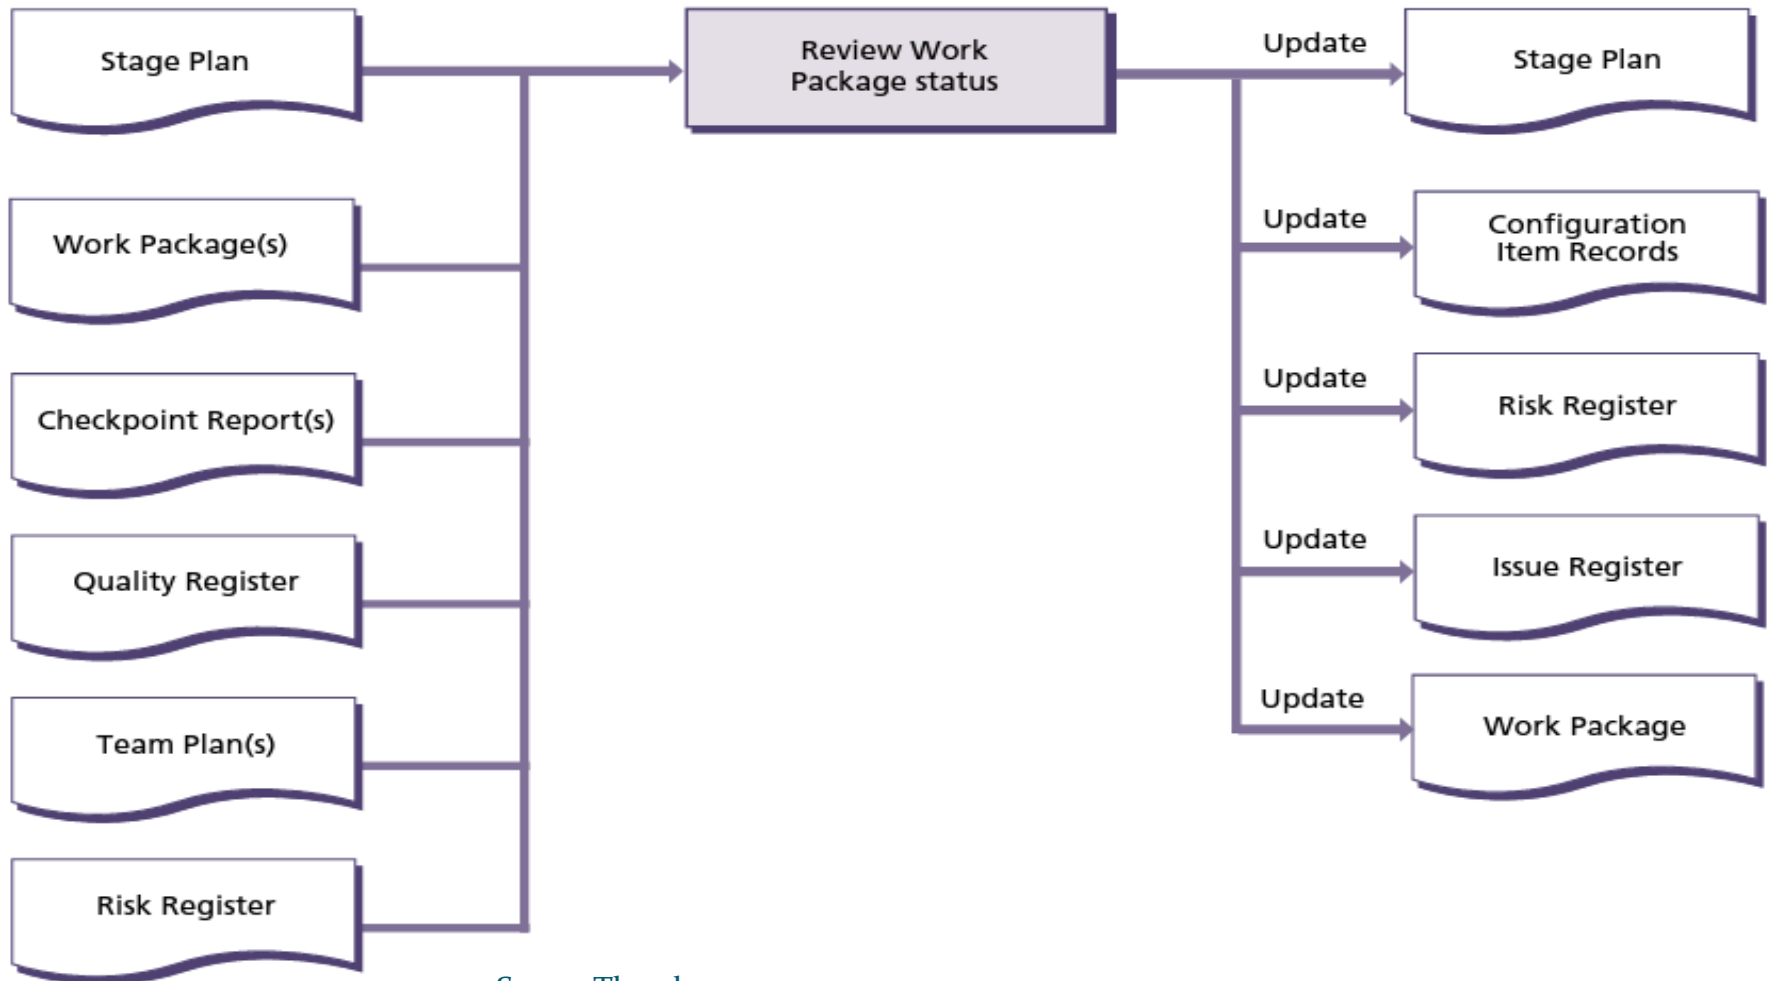 Stage Plan
Work Package(s)
Checkpoint Report(s)
Quality Register
Team Plan(s)
Risk Register
Review Work
Package status
Update
Stage Plan
Update
Configuration
Item Records
Update
Risk Register
Update
Issue Register
Update
Work Package